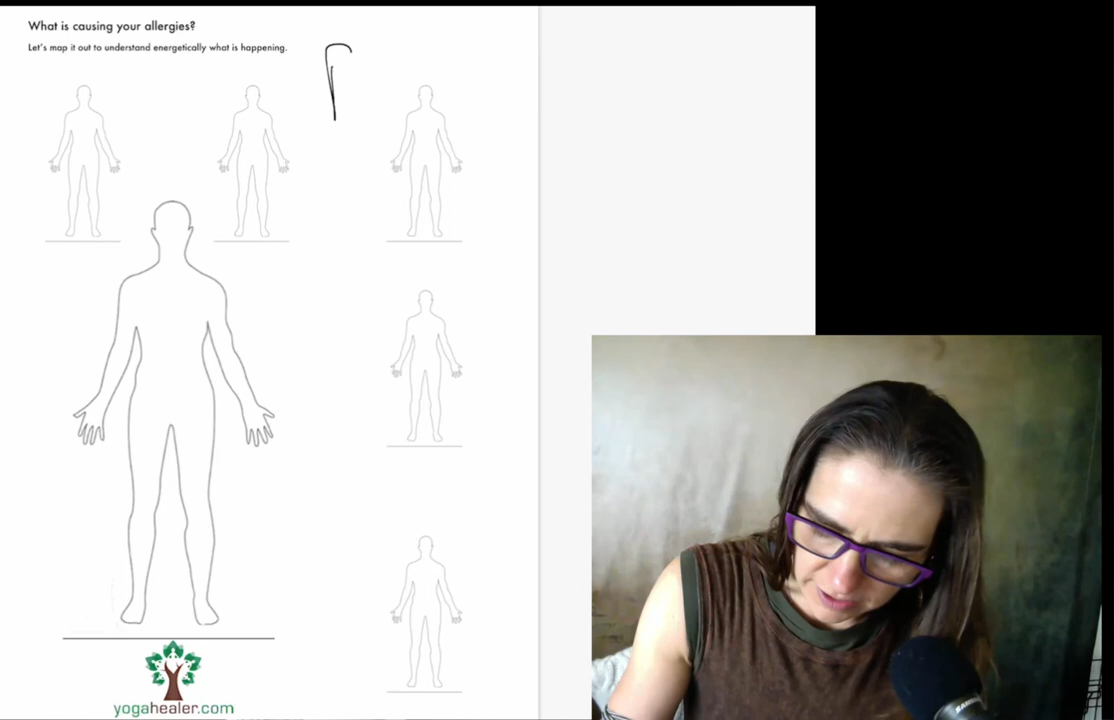 What is causing your allergies?
Let's map it out to understand energetically what is happening.
yogahealer.com